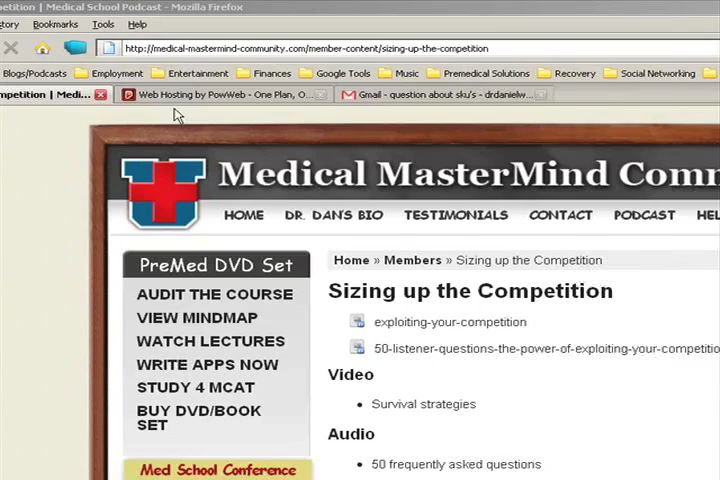 petition | Medical School Podcast - Mozilla Firefox
story Bookmarks Tools Help
http://medical-mastermind-community.com/member-content/sizing-up-the-competition
Blogs/Podcasts Employment Entertainment Finances Google Tools Music Premedical Solutions Recovery Social Networking
mpetition | Medi... Web Hosting by PowWeb - One Plan, O... Gmail - question about sku's - drdanielw...
Medical MasterMind Comm
HOME DR. DAN'S BIO TESTIMONIALS CONTACT PODCAST HEL
PreMed DVD Set
AUDIT THE COURSE
VIEW MINDMAP
WATCH LECTURES
WRITE APPS NOW
STUDY 4 MCAT
BUY DVD/BOOK
SET
Med School Conference
Home » Members » Sizing up the Competition
Sizing up the Competition
exploiting-your-competition
50-listener-questions-the-power-of-exploiting-your-competitio
Video
• Survival strategies
Audio
• 50 frequently asked questions